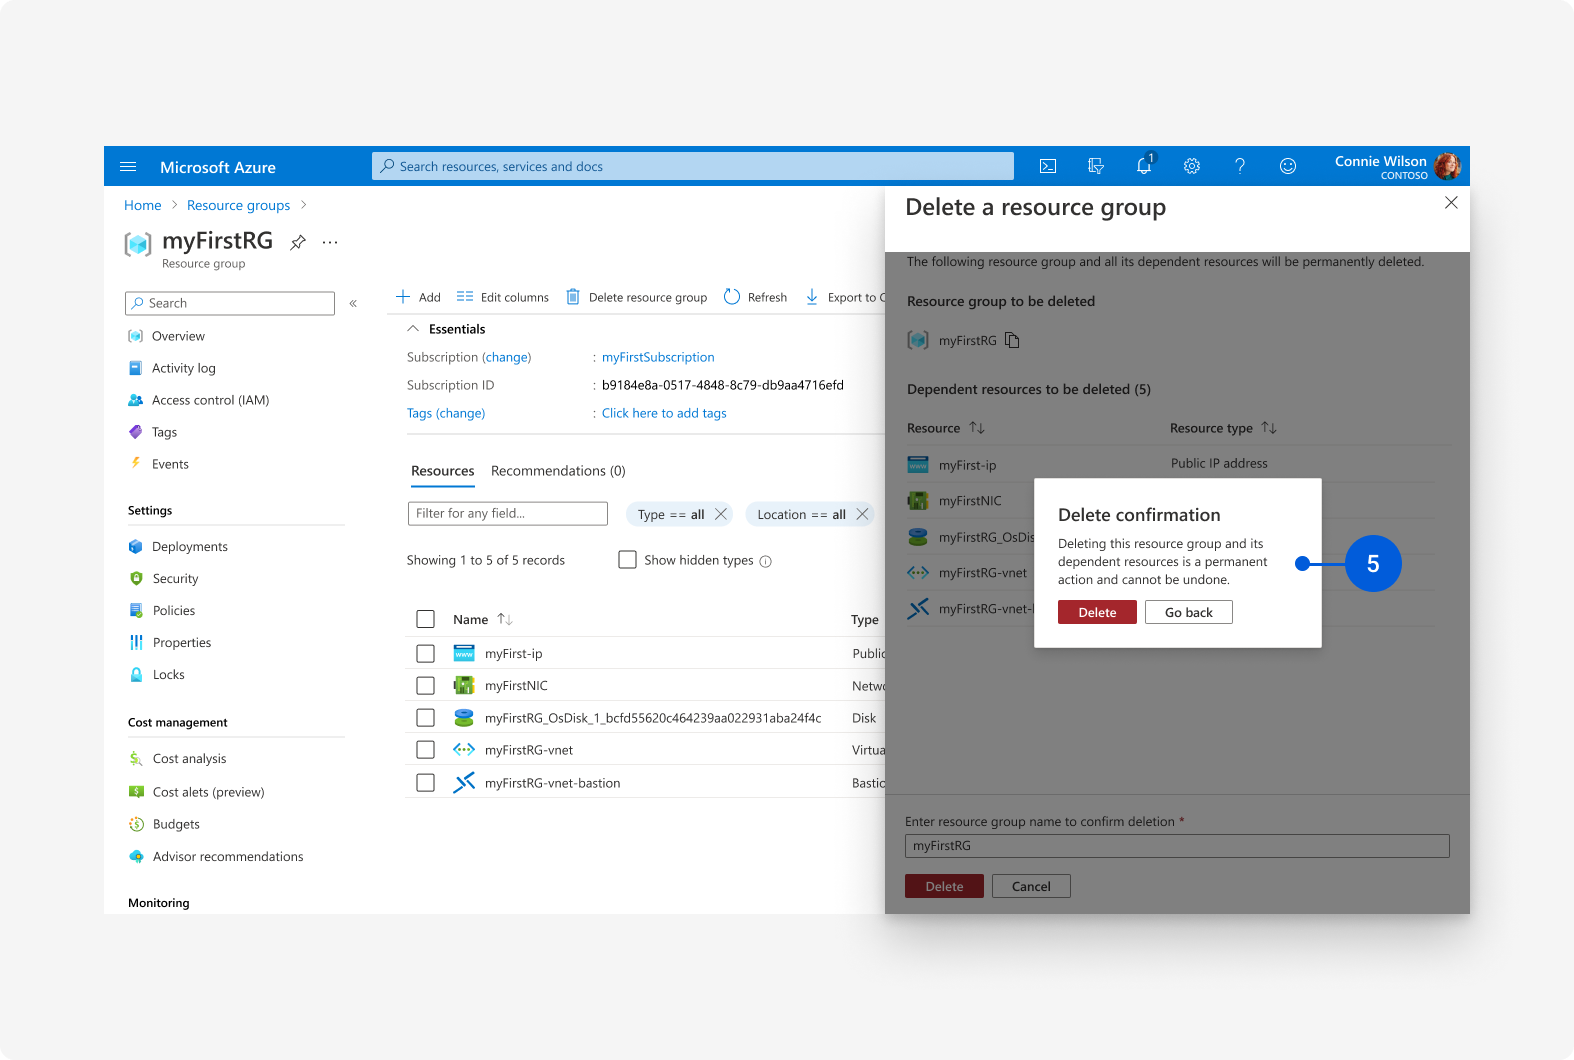 Microsoft Azure
Search resources, services and docs
1
Connie Wilson
CONTOSO
Home > Resource groups >
myFirstRG
Resource group
Search
«
Overview
Activity log
Access control (IAM)
Tags
Events
Settings
Deployments
Security
Policies
Properties
Locks
Cost management
Cost analysis
Cost alets (preview)
Budgets
Advisor recommendations
Monitoring
Add
Edit columns
Delete resource group
Refresh
Export to C
Essentials
Subscription (change) : myFirstSubscription
Subscription ID : b9184e8a-0517-4848-8c79-db9aa4716efd
Tags (change) : Click here to add tags
Resources Recommendations (0)
Filter for any field...
Type == all
Location == all
Showing 1 to 5 of 5 records
Show hidden types
Name Type
myFirst-ip Public
myFirstNIC Netwo
myFirstRG_OsDisk_1_bcfd55620c464239aa022931aba24f4c Disk
myFirstRG-vnet Virtua
myFirstRG-vnet-bastion Bastio
Delete a resource group
The following resource group and all its dependent resources will be permanently deleted.
Resource group to be deleted
myFirstRG
Dependent resources to be deleted (5)
Resource Resource type
myFirst-ip Public IP address
myFirstNIC
myFirstRG_OsDis
myFirstRG-vnet
myFirstRG-vnet-
Delete confirmation
Deleting this resource group and its
dependent resources is a permanent
action and cannot be undone.
Delete Go back
5
Enter resource group name to confirm deletion *
myFirstRG
Delete Cancel